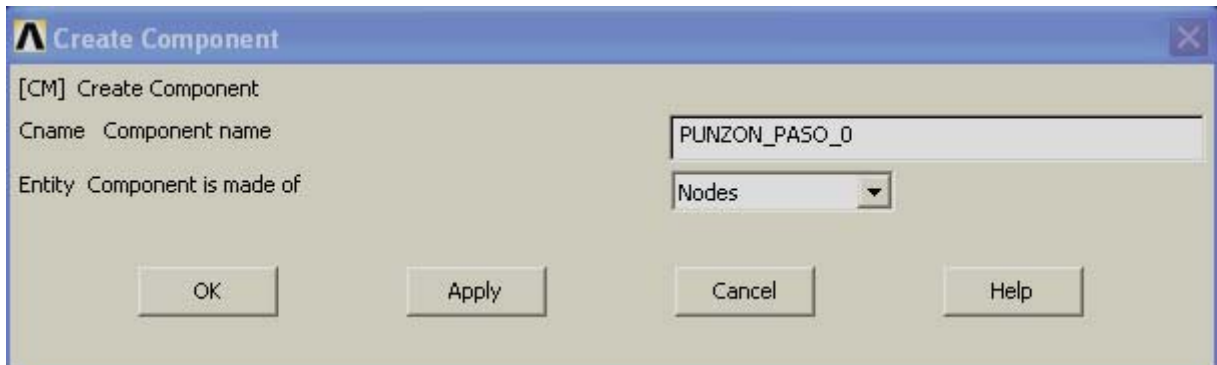 Create Component
[CM] Create Component
Cname Component name PUNZON_PASO_0
Entity Component is made of Nodes
OK Apply Cancel Help